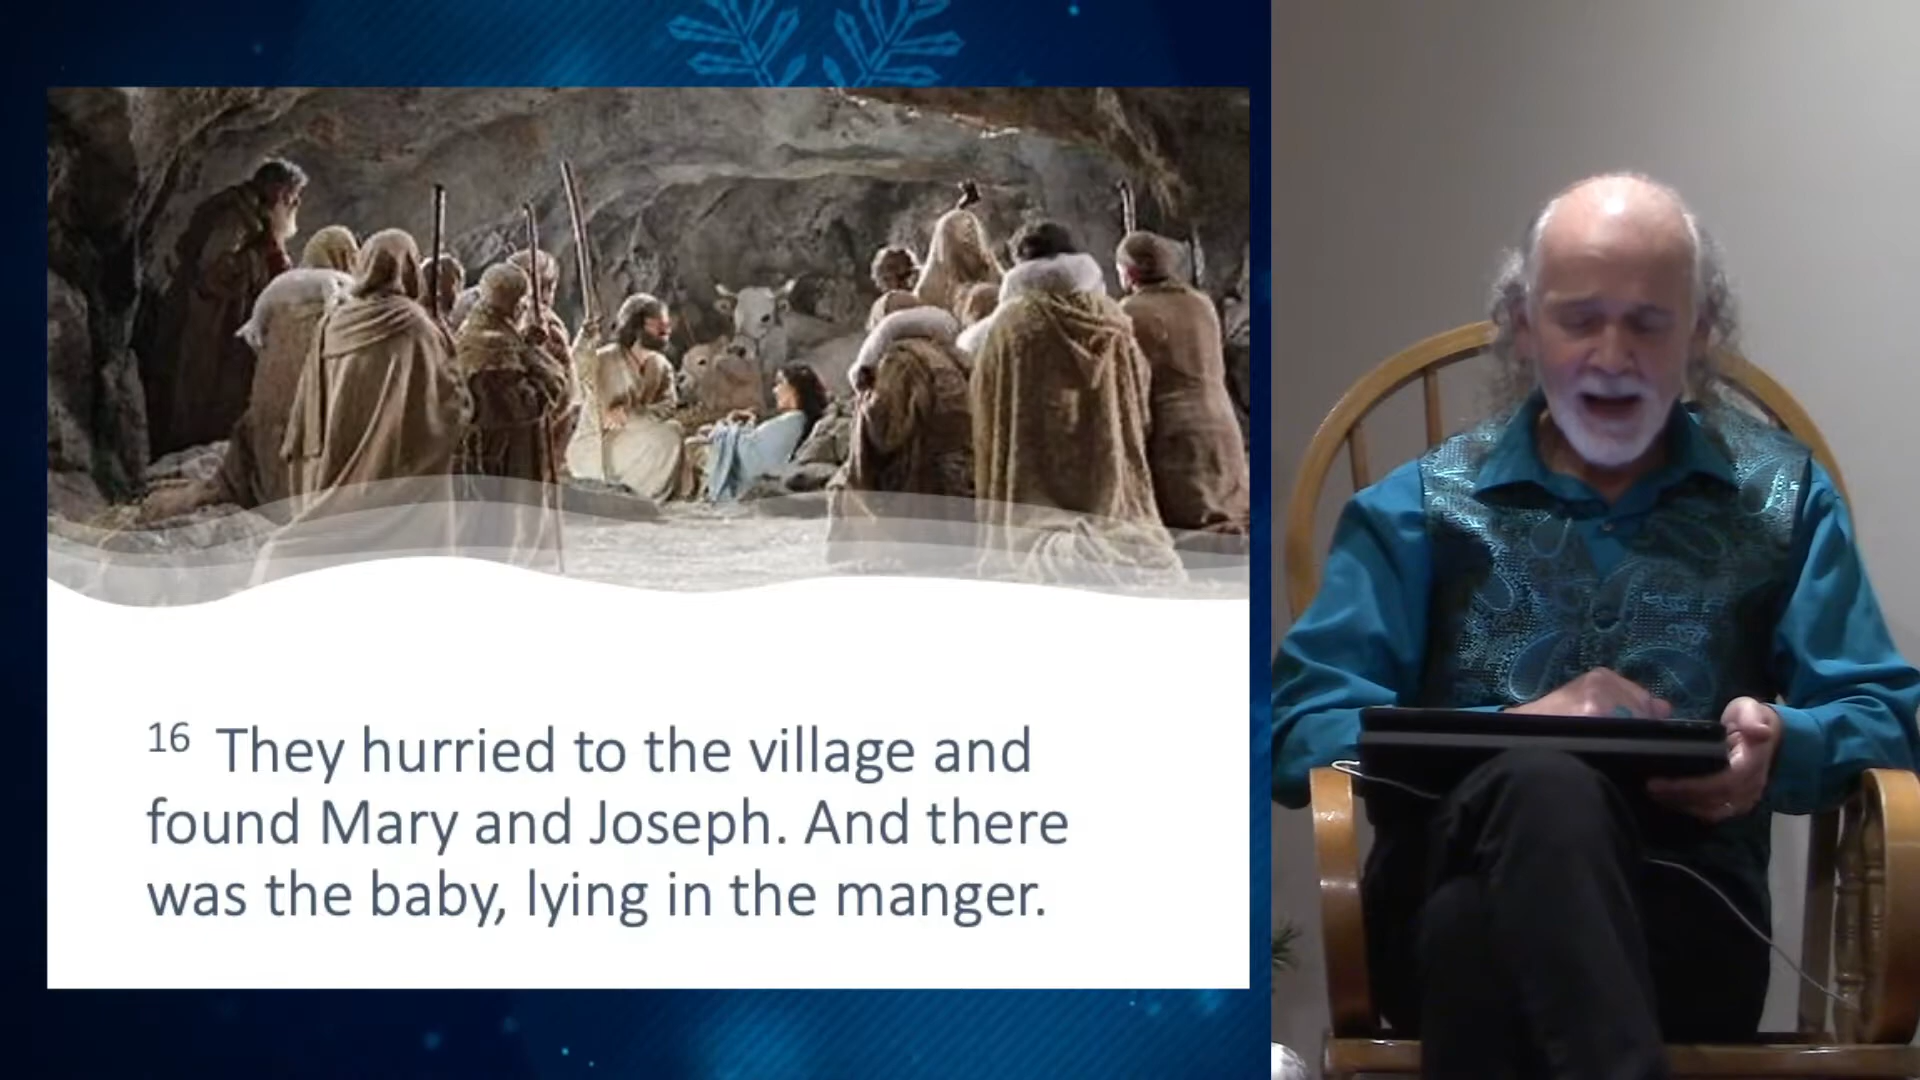 16 They hurried to the village and
found Mary and Joseph. And there
was the baby, lying in the manger.